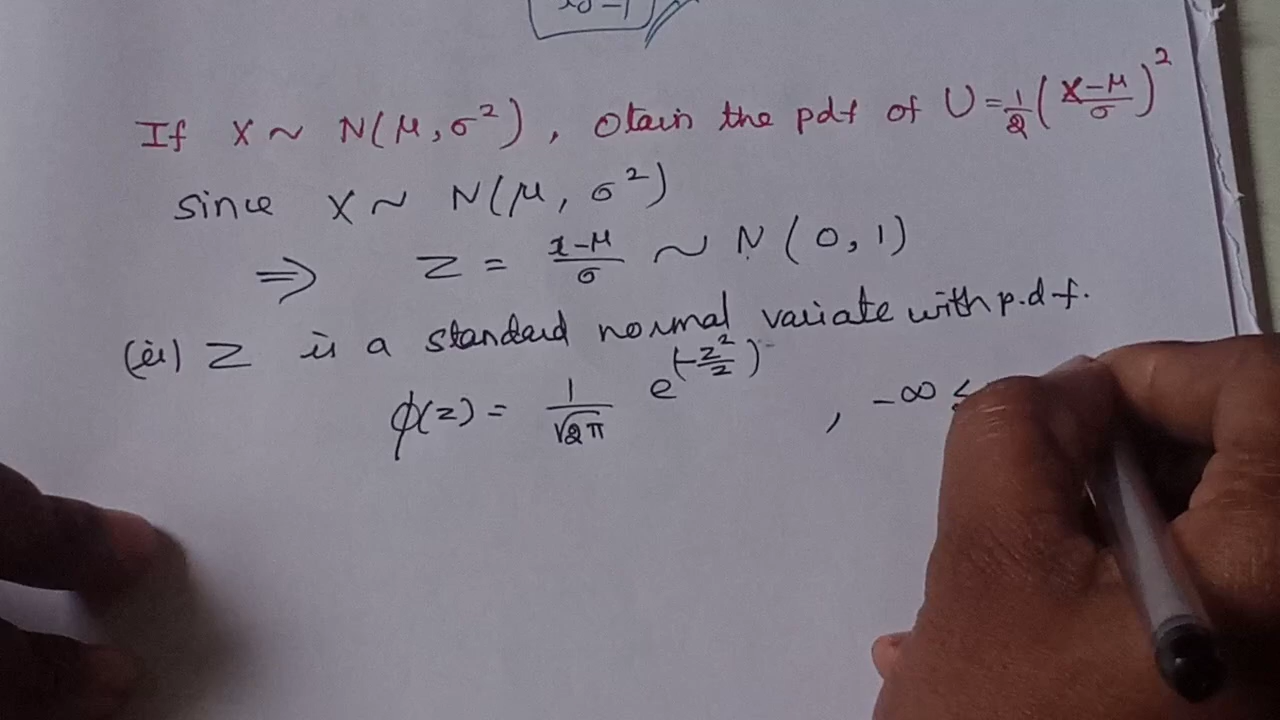 If X ~ N(μ, σ²), otain the pdf of U = 1/2 (X-μ/σ)²
since X ~ N(μ, σ²)
⇒ Z = x-μ/σ ~ N(0, 1)
(ie) Z is a standard normal variate with p.d.f.
φ(z) = 1/√2π e^(-z²/2) , -∞ ≤